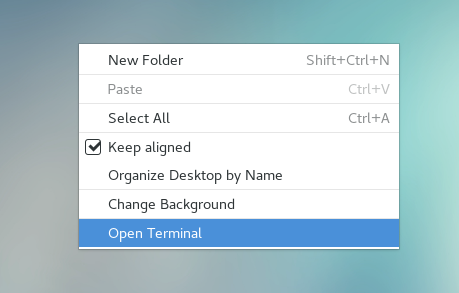 New Folder Shift+Ctrl+N
Paste Ctrl+V
Select All Ctrl+A
Keep aligned
Organize Desktop by Name
Change Background
Open Terminal